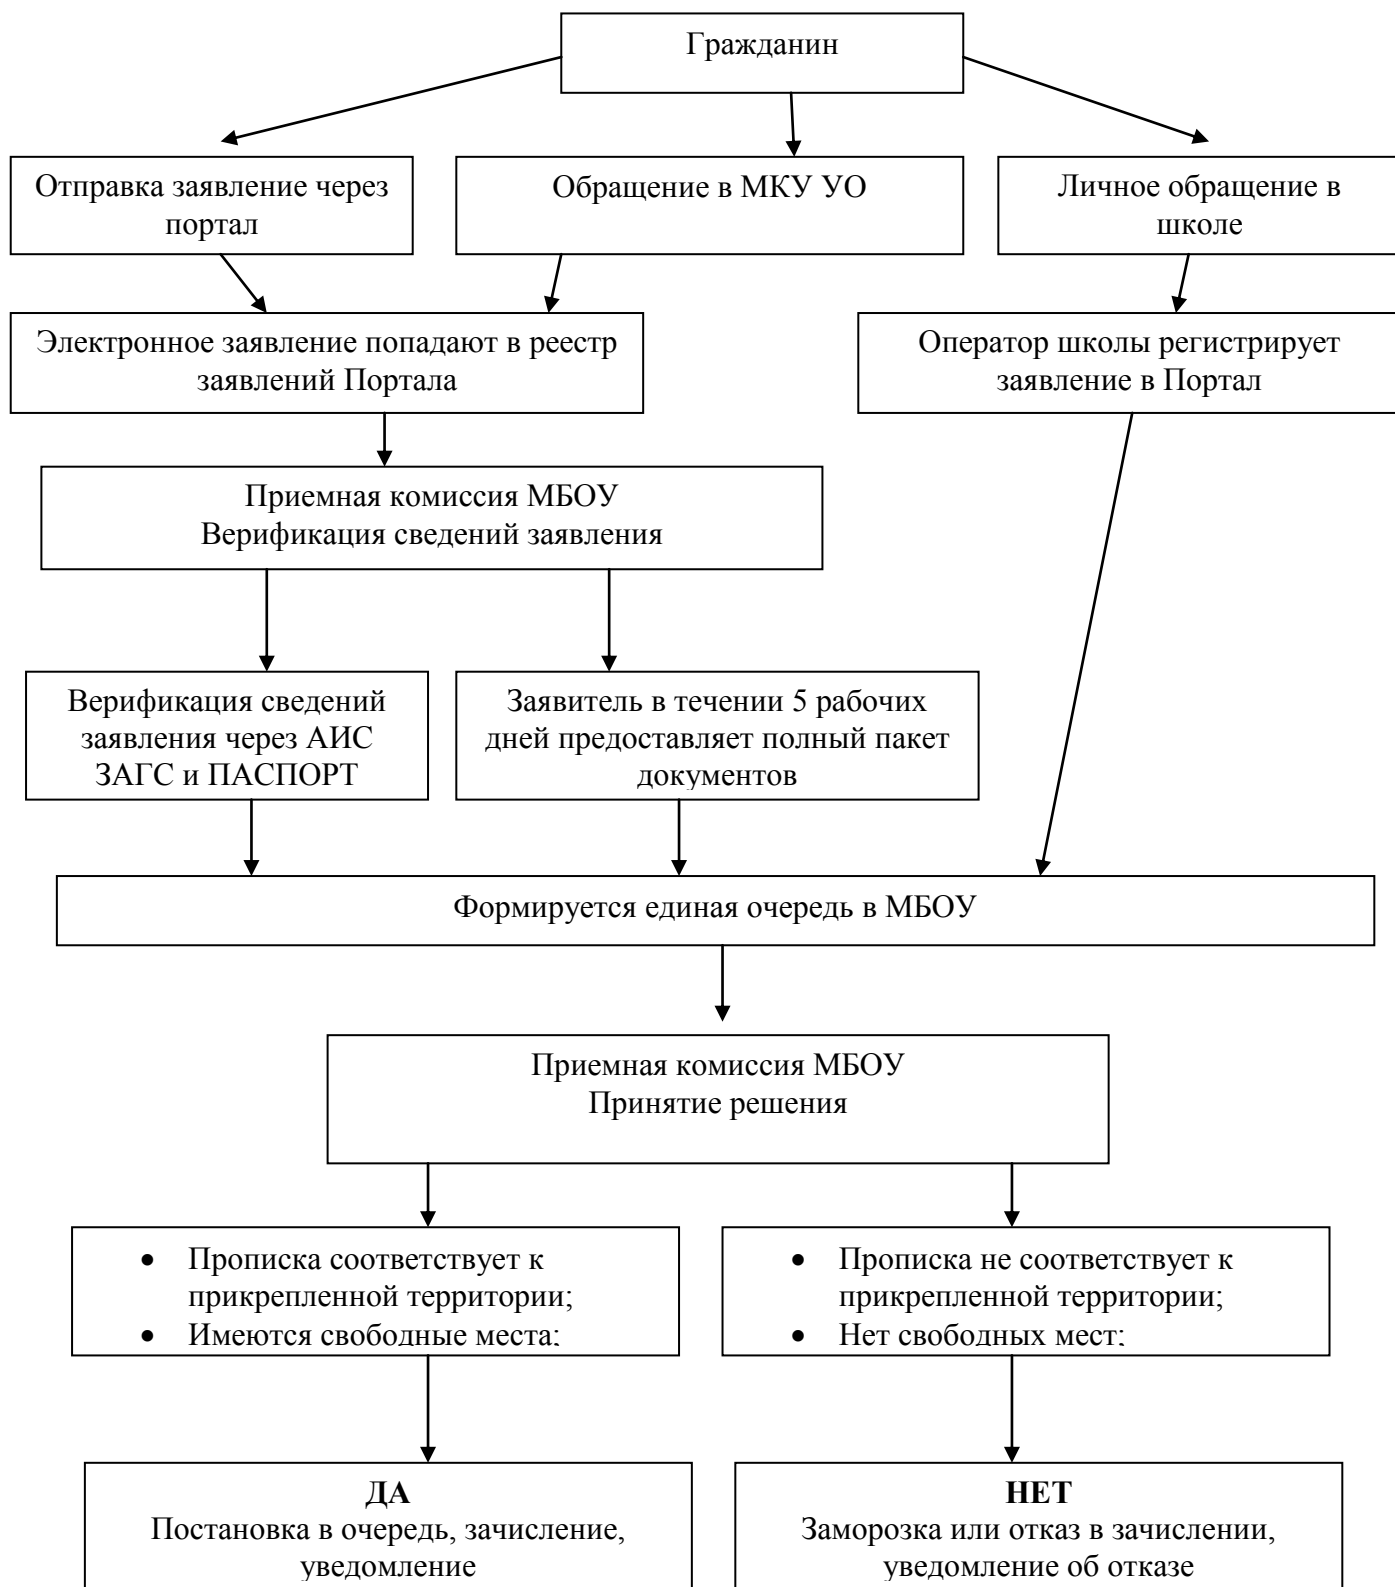 Гражданин
Отправка заявление через
портал
Обращение в МКУ УО
Личное обращение в
школе
Электронное заявление попадают в реестр
заявлений Портала
Оператор школы регистрирует
заявление в Портал
Приемная комиссия МБОУ
Верификация сведений заявления
Верификация сведений
заявления через АИС
ЗАГС и ПАСПОРТ
Заявитель в течении 5 рабочих
дней предоставляет полный пакет
документов
Формируется единая очередь в МБОУ
Приемная комиссия МБОУ
Принятие решения
• Прописка соответствует к
прикрепленной территории;
• Имеются свободные места;
• Прописка не соответствует к
прикрепленной территории;
• Нет свободных мест;
ДА
Постановка в очередь, зачисление,
уведомление
НЕТ
Заморозка или отказ в зачислении,
уведомление об отказе